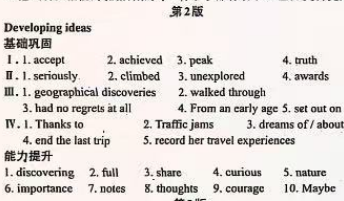 第2版
Developing ideas
基础巩固
Ⅰ. 1. accept 2. achieved 3. peak 4. truth
Ⅱ. 1. seriously 2. climbed 3. unexplored 4. awards
Ⅲ. 1. geographical discoveries 2. walked through
3. had no regrets at all 4. From an early age 5. set out on
Ⅳ. 1. Thanks to 2. Traffic jams 3. dreams of / about
4. end the last trip 5. record her travel experiences
能力提升
1. discovering 2. full 3. share 4. curious 5. nature
6. importance 7. notes 8. thoughts 9. courage 10. Maybe